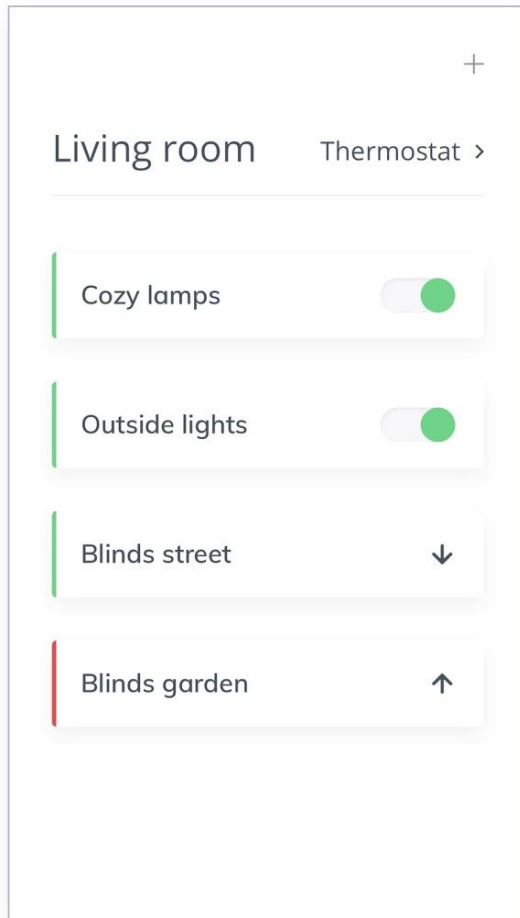 Living room
Thermostat
Cozy lamps
Outside lights
Blinds street
Blinds garden